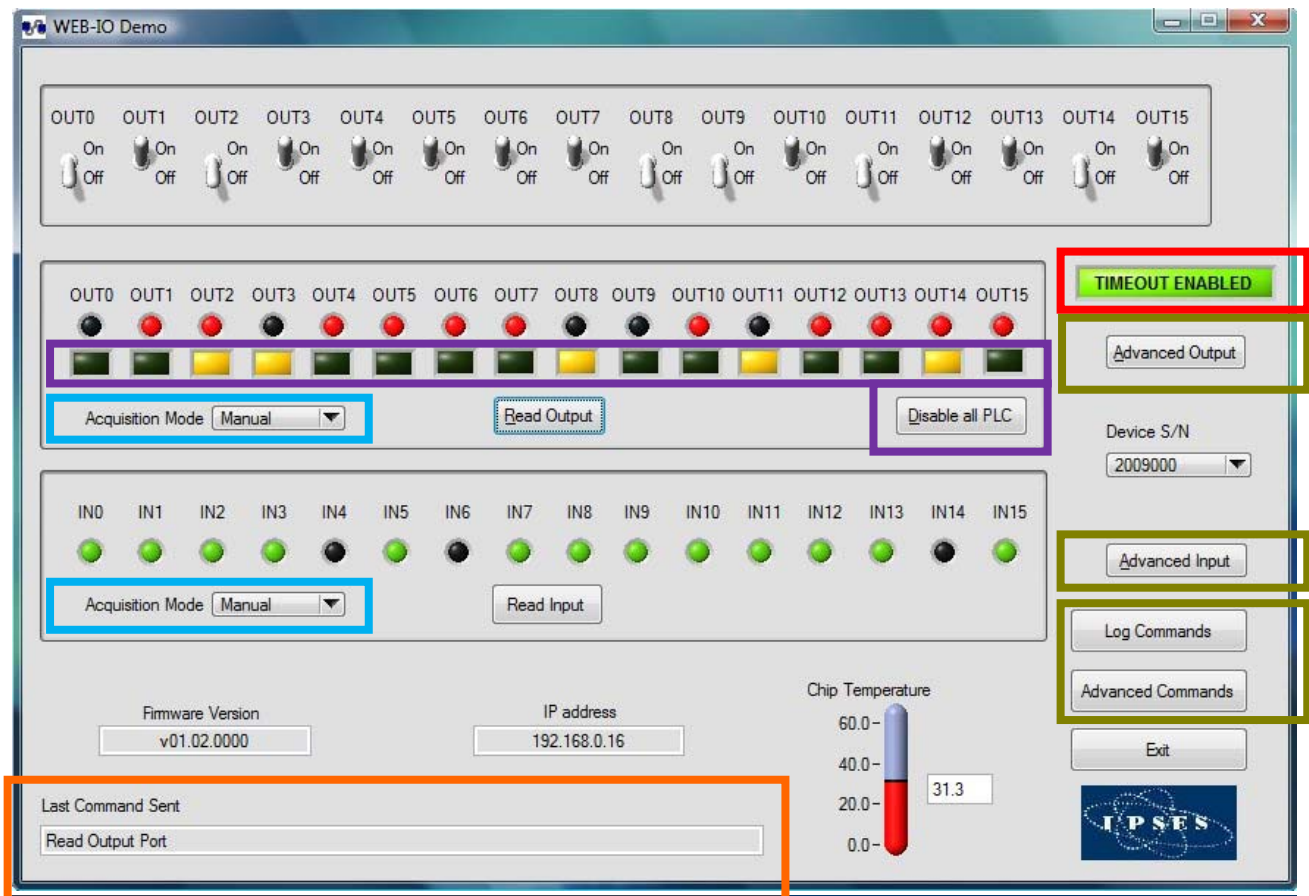 WEB-IO Demo
OUT0 OUT1 OUT2 OUT3 OUT4 OUT5 OUT6 OUT7 OUT8 OUT9 OUT10 OUT11 OUT12 OUT13 OUT14 OUT15
On On On On On On On On On On On On On On On On
Off Off Off Off Off Off Off Off Off Off Off Off Off Off Off Off
TIMEOUT ENABLED
OUT0 OUT1 OUT2 OUT3 OUT4 OUT5 OUT6 OUT7 OUT8 OUT9 OUT10 OUT11 OUT12 OUT13 OUT14 OUT15
Advanced Output
Acquisition Mode Manual Read Output Disable all PLC
Device S/N
2009000
IN0 IN1 IN2 IN3 IN4 IN5 IN6 IN7 IN8 IN9 IN10 IN11 IN12 IN13 IN14 IN15
Advanced Input
Acquisition Mode Manual Read Input
Log Commands
Advanced Commands
Exit
Firmware Version
v01.02.0000
IP address
192.168.0.16
Chip Temperature
60.0
40.0
20.0
0.0
31.3
Last Command Sent
Read Output Port
IPSES